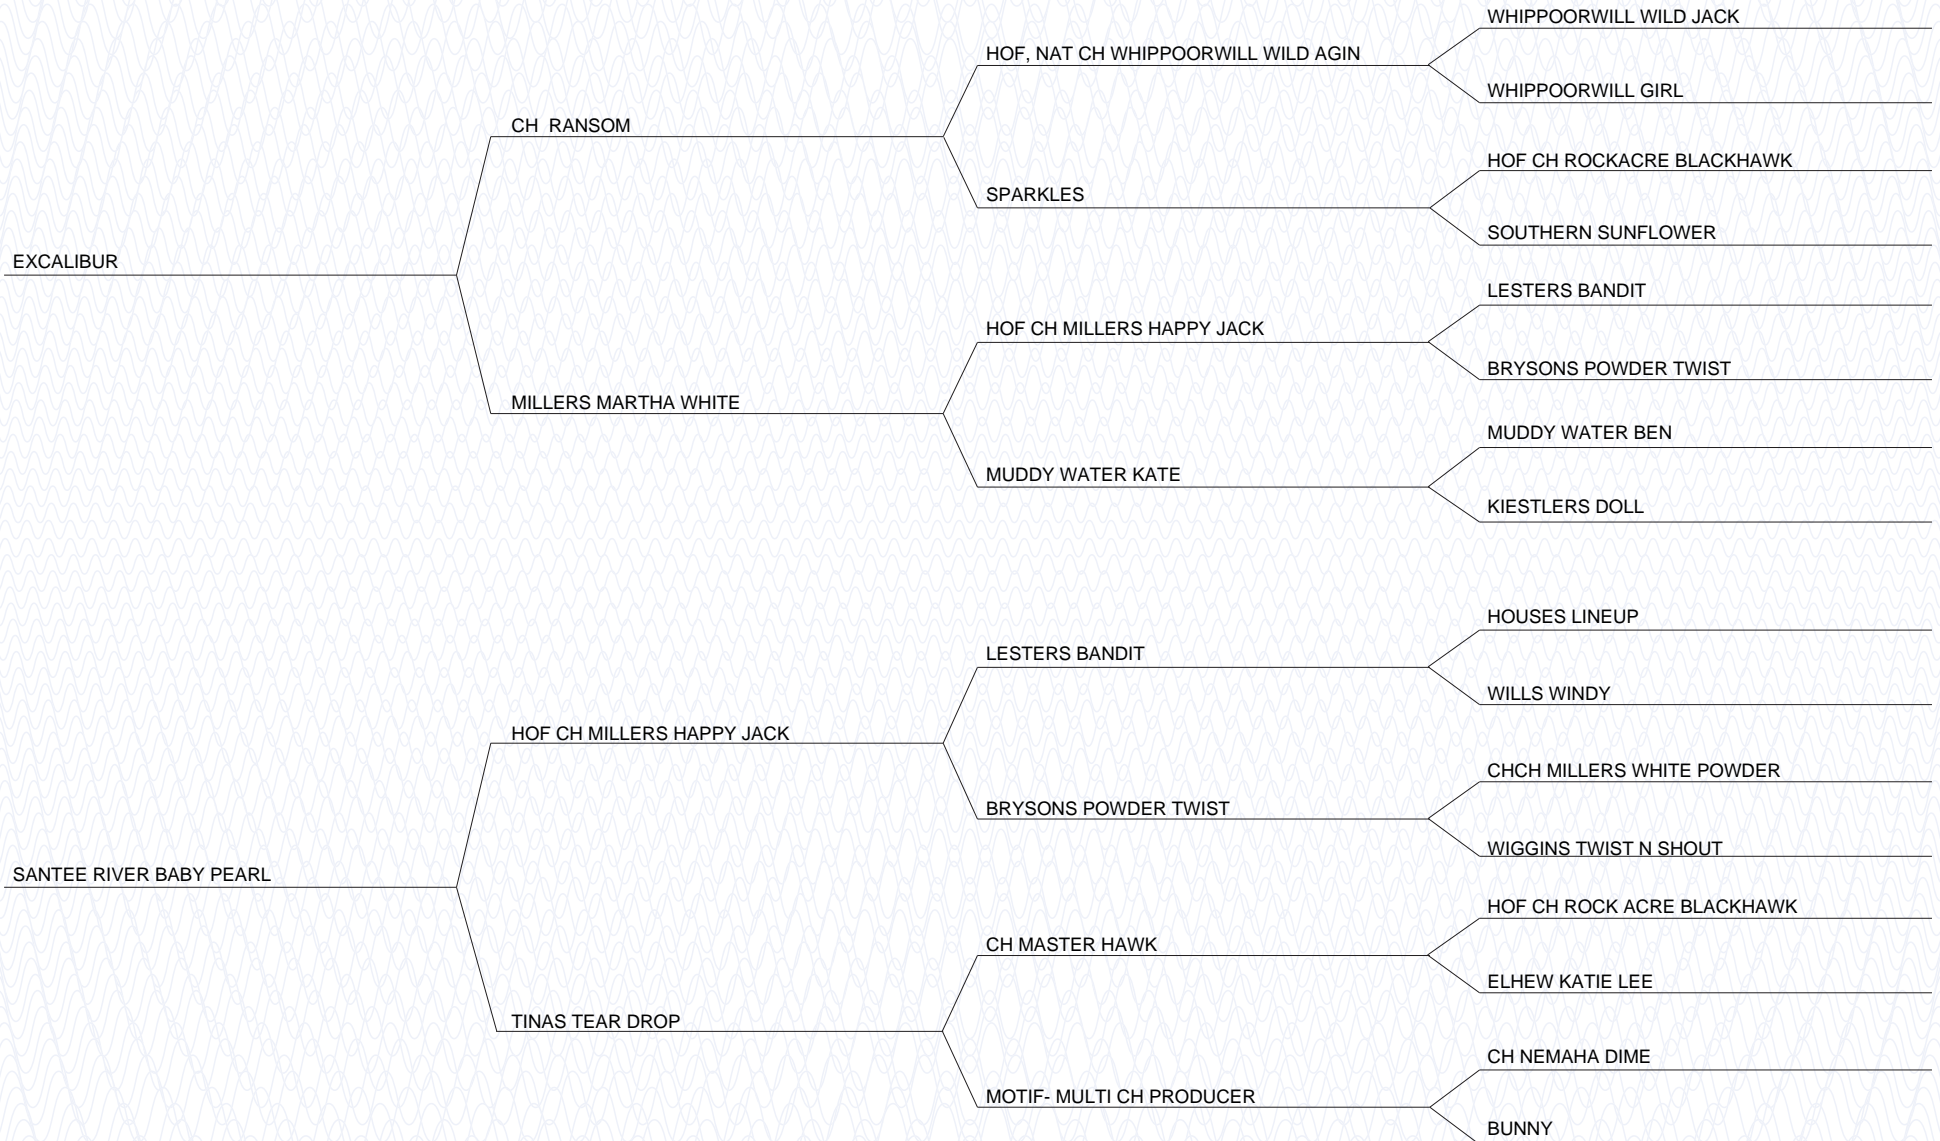 WHIPPOORWILL WILD JACK
HOF, NAT CH WHIPPOORWILL WILD AGIN
WHIPPOORWILL GIRL
CH  RANSOM
HOF CH ROCKACRE BLACKHAWK
SPARKLES
SOUTHERN SUNFLOWER
EXCALIBUR
LESTERS BANDIT
HOF CH MILLERS HAPPY JACK
BRYSONS POWDER TWIST
MILLERS MARTHA WHITE
MUDDY WATER BEN
MUDDY WATER KATE
KIESTLERS DOLL
HOUSES LINEUP
LESTERS BANDIT
WILLS WINDY
HOF CH MILLERS HAPPY JACK
CHCH MILLERS WHITE POWDER
BRYSONS POWDER TWIST
WIGGINS TWIST N SHOUT
SANTEE RIVER BABY PEARL
HOF CH ROCK ACRE BLACKHAWK
CH MASTER HAWK
ELHEW KATIE LEE
TINAS TEAR DROP
CH NEMAHA DIME
MOTIF- MULTI CH PRODUCER
BUNNY